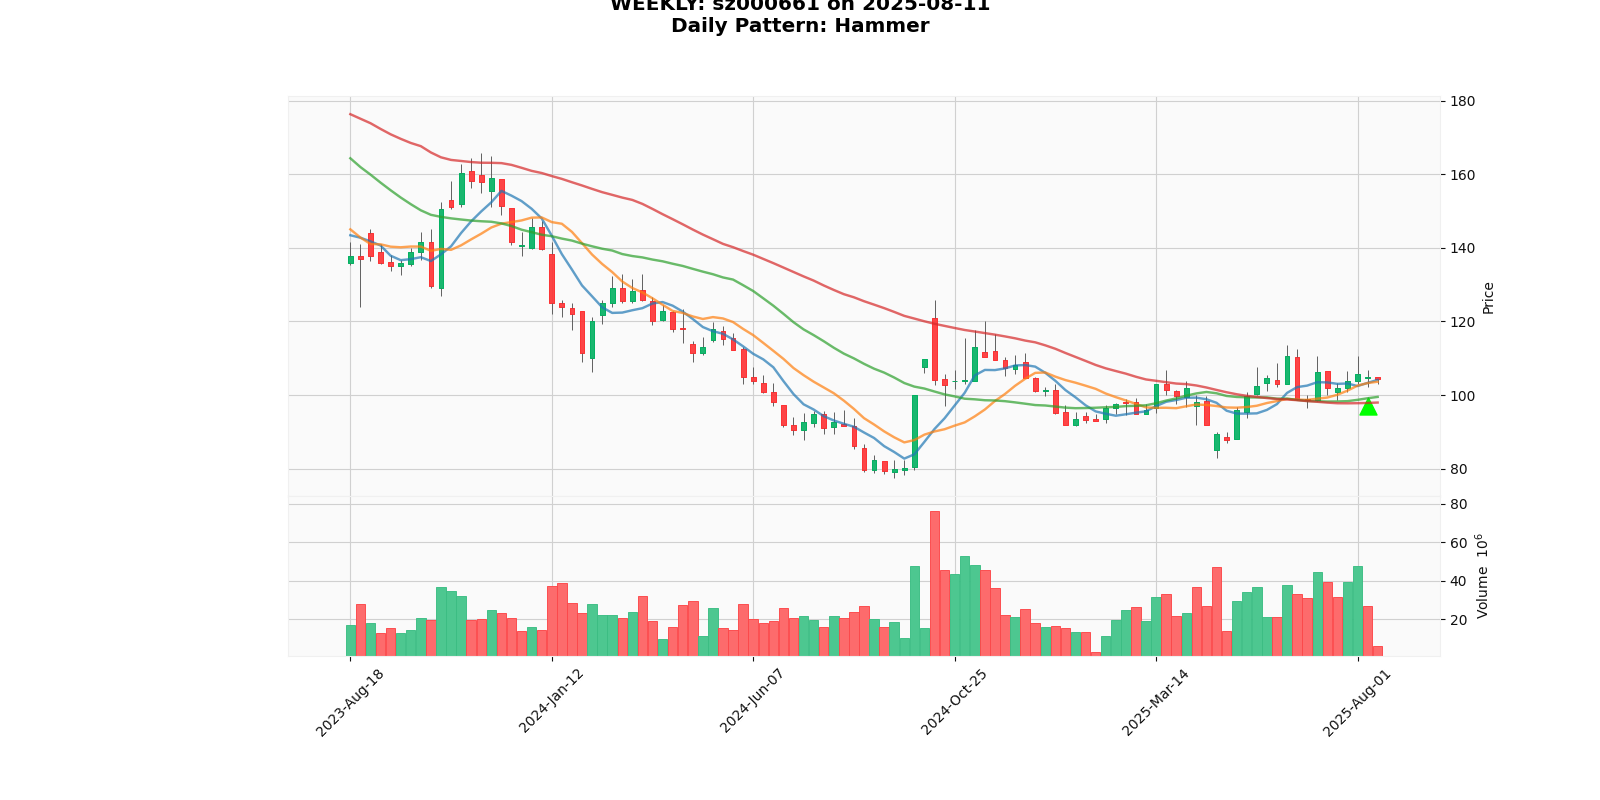 WEEKLY: sz000661 on 2025-08-11
Daily Pattern: Hammer
180
160
140
120
100
80
Price
80
60
40
20
Volume 10^6
2023-Aug-18
2024-Jan-12
2024-Jun-07
2024-Oct-25
2025-Mar-14
2025-Aug-01